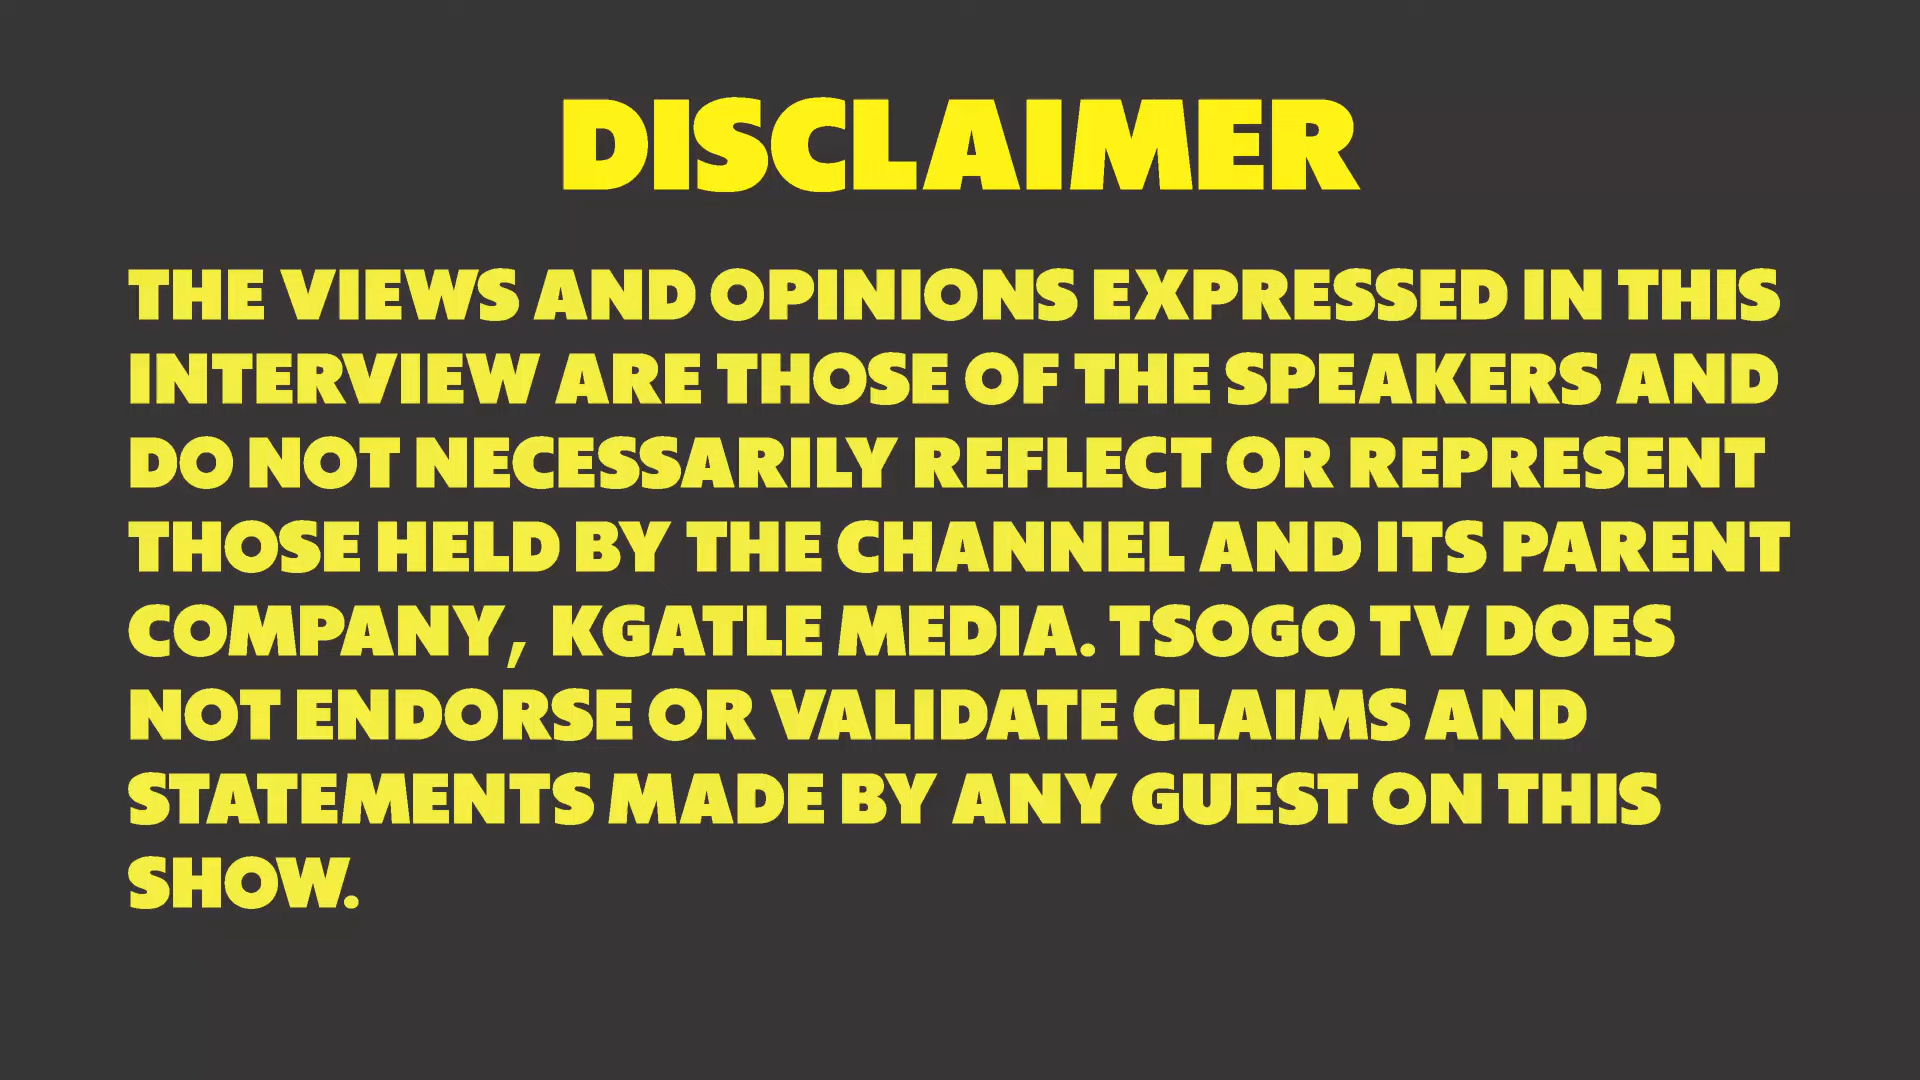 DISCLAIMER
THE VIEWS AND OPINIONS EXPRESSED IN THIS
INTERVIEW ARE THOSE OF THE SPEAKERS AND
DO NOT NECESSARILY REFLECT OR REPRESENT
THOSE HELD BY THE CHANNEL AND ITS PARENT
COMPANY, KGATLE MEDIA. TSOGO TV DOES
NOT ENDORSE OR VALIDATE CLAIMS AND
STATEMENTS MADE BY ANY GUEST ON THIS
SHOW.